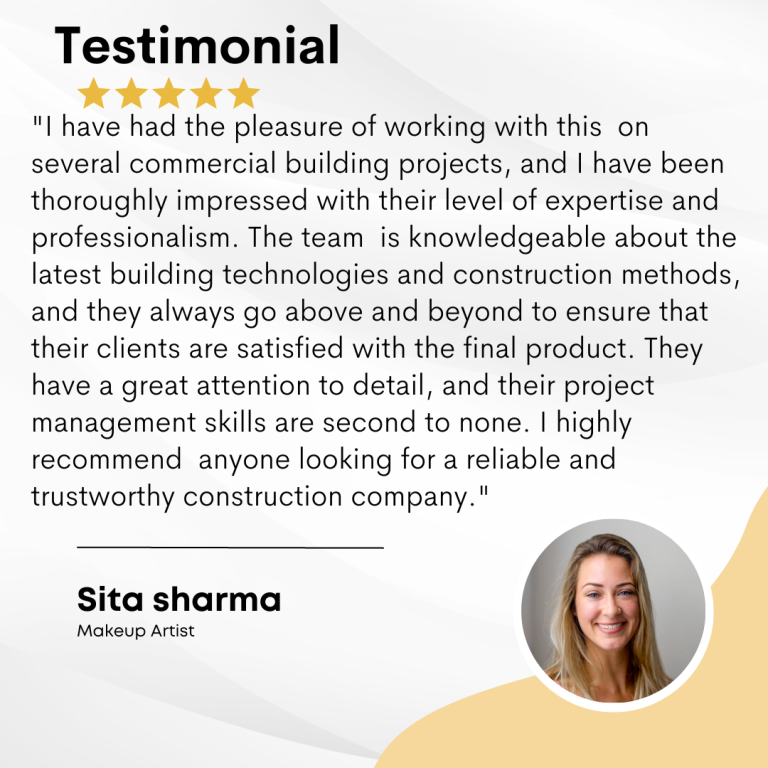 Testimonial
"I have had the pleasure of working with this  on
several commercial building projects, and I have been
thoroughly impressed with their level of expertise and
professionalism. The team  is knowledgeable about the
latest building technologies and construction methods,
and they always go above and beyond to ensure that
their clients are satisfied with the final product. They
have a great attention to detail, and their project
management skills are second to none. I highly
recommend  anyone looking for a reliable and
trustworthy construction company."
Sita sharma
Makeup Artist